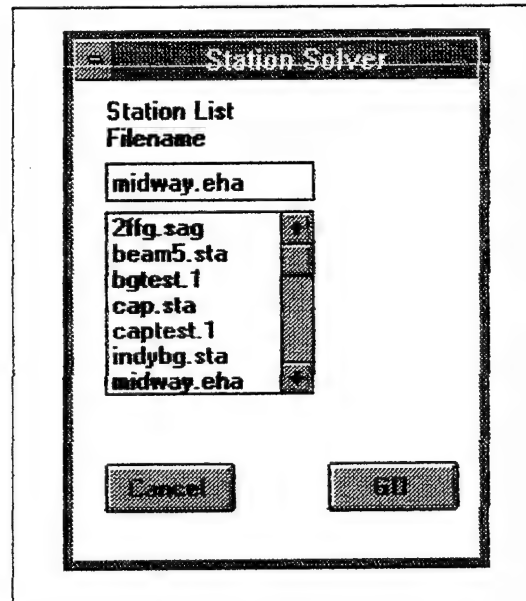 Station Solver
Station List
Filename
midway.eha
2ffg.sag
beam5.sta
bgtest.1
cap.sta
captest.1
indybg.sta
midway.eha
Cancel
GO